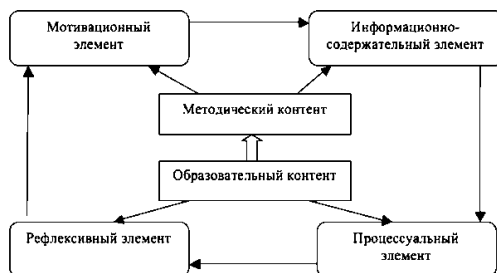 Мотивационный
элемент
Информационно-
содержательный элемент
Методический контент
Образовательный контент
Рефлексивный элемент
Процессуальный
элемент